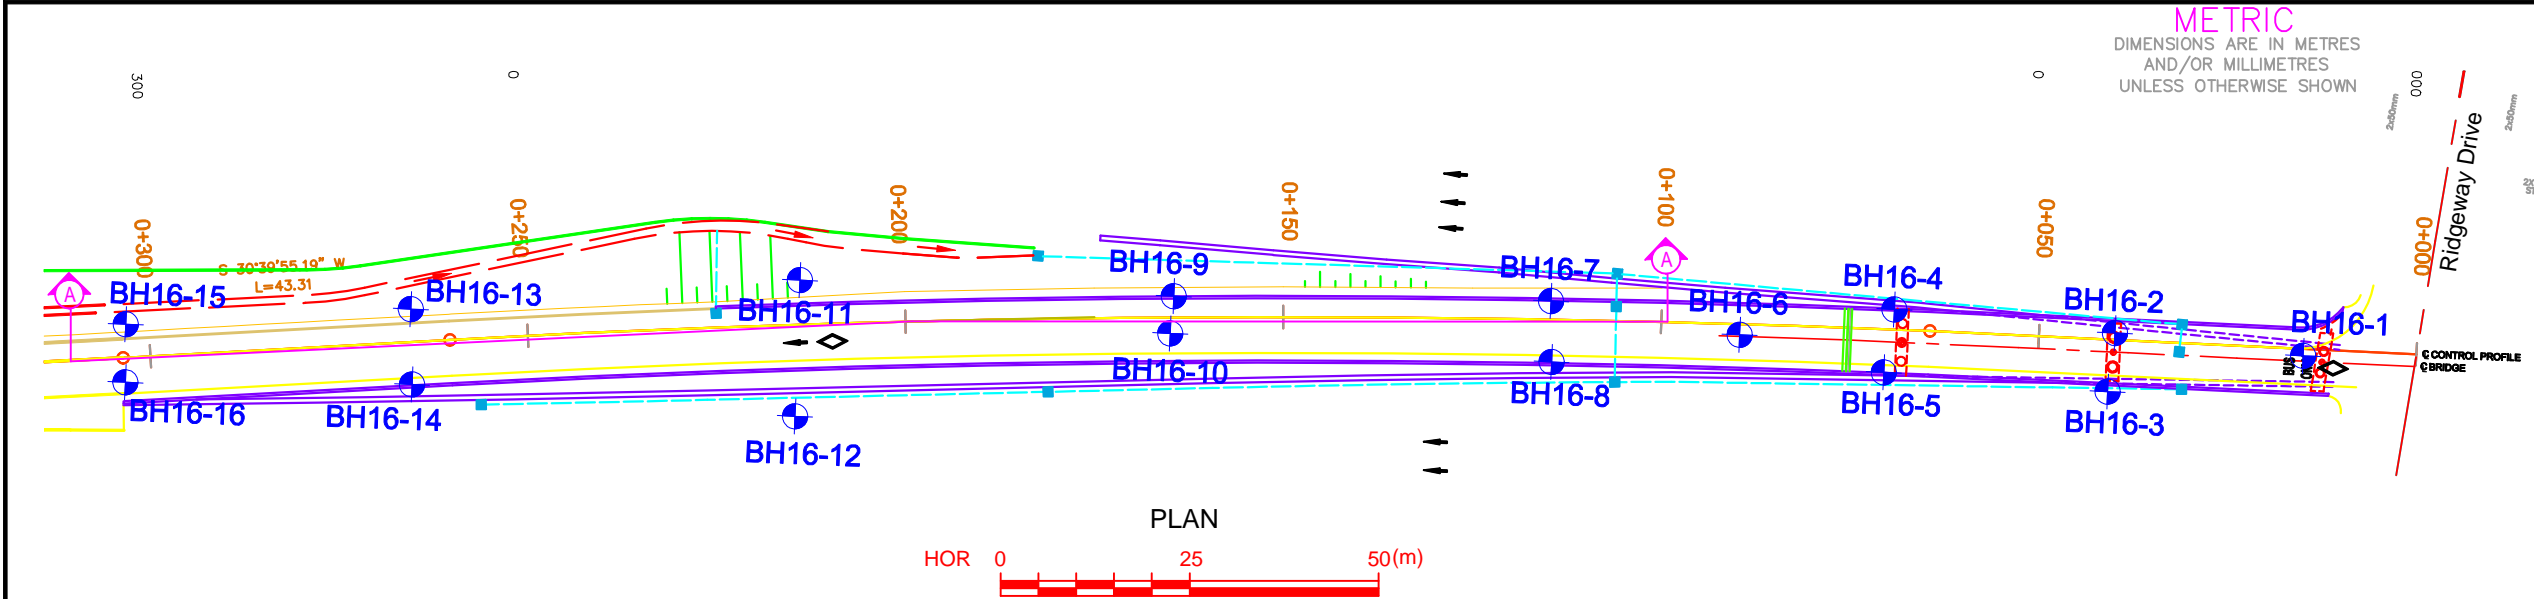 METRIC
DIMENSIONS ARE IN METRES
AND/OR MILLIMETRES
UNLESS OTHERWISE SHOWN
300
0
0
000
2x50mm
2x50mm
Ridgeway Drive
0+300
0+250
0+200
0+150
0+100
0+050
0+000
S 30°39'55.19" W
L=43.31
A
A
BH16-15
BH16-13
BH16-11
BH16-9
BH16-7
BH16-6
BH16-4
BH16-2
BH16-1
BH16-16
BH16-14
BH16-12
BH16-10
BH16-8
BH16-5
BH16-3
BUS
CONTROL PROFILE
BRIDGE
PLAN
HOR 0 25 50(m)